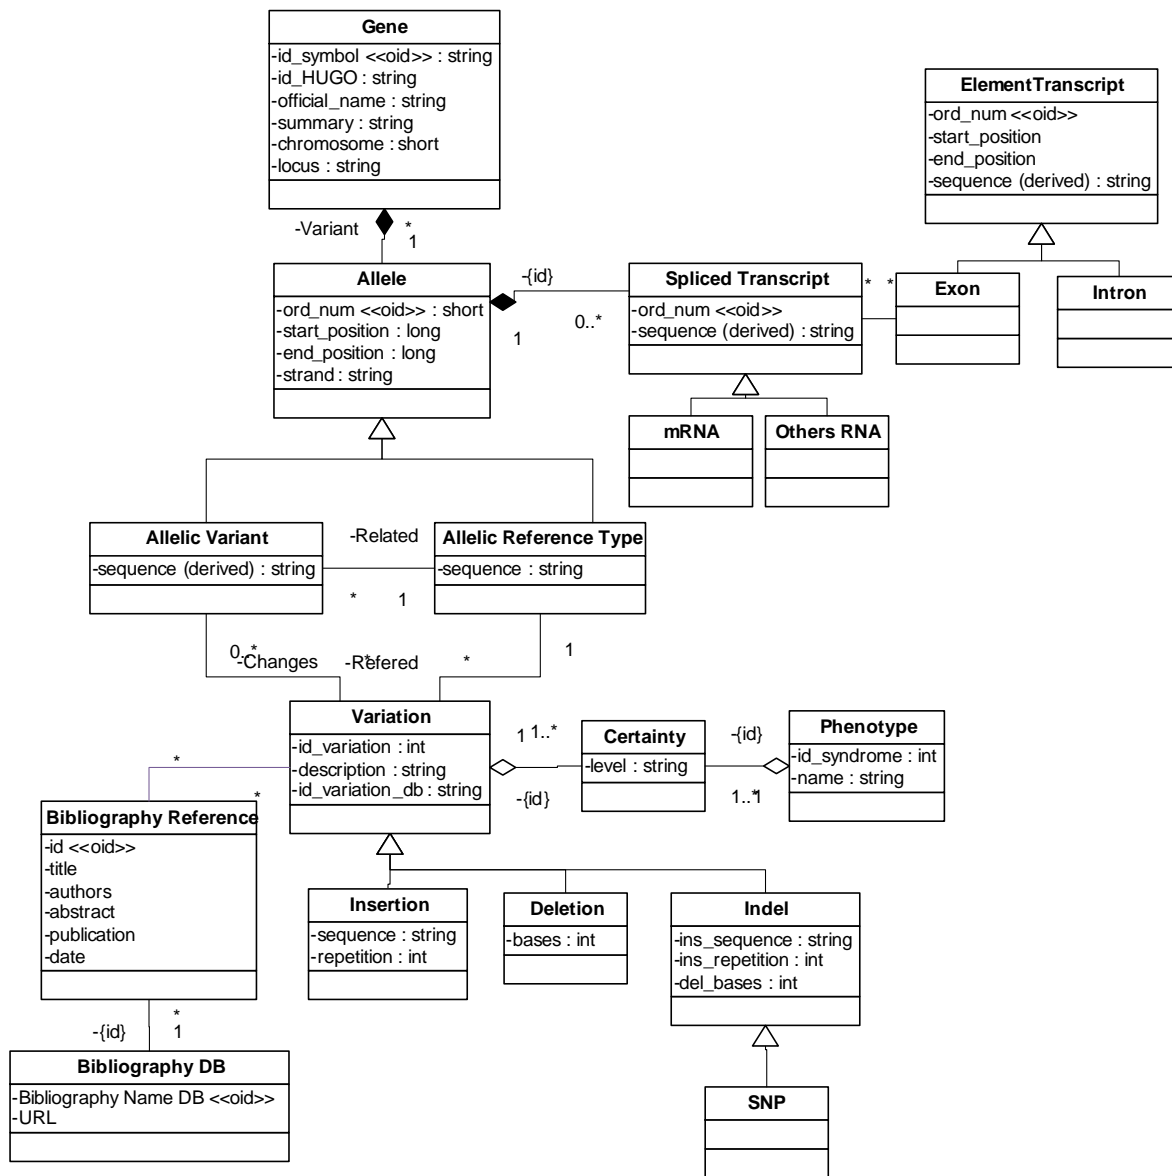 Gene
-id_symbol <<oid>> : string
-id_HUGO : string
-official_name : string
-summary : string
-chromosome : short
-locus : string
ElementTranscript
-ord_num <<oid>>
-start_position
-end_position
-sequence (derived) : string
-Variant
*
1
Allele
-ord_num <<oid>> : short
-start_position : long
-end_position : long
-strand : string
-{id}
1
0..*
Spliced Transcript
-ord_num <<oid>>
-sequence (derived) : string
*
*
Exon
Intron
mRNA
Others RNA
Allelic Variant
-sequence (derived) : string
-Related
*
1
Allelic Reference Type
-sequence : string
0..*
-Changes
*
-Refered
*
1
Variation
-id_variation : int
-description : string
-id_variation_db : string
1
1..*
-{id}
Certainty
-level : string
-{id}
1..*
1
Phenotype
-id_syndrome : int
-name : string
*
*
Bibliography Reference
-id <<oid>>
-title
-authors
-abstract
-publication
-date
Insertion
-sequence : string
-repetition : int
Deletion
-bases : int
Indel
-ins_sequence : string
-ins_repetition : int
-del_bases : int
*
-{id}
1
Bibliography DB
-Bibliography Name DB <<oid>>
-URL
SNP